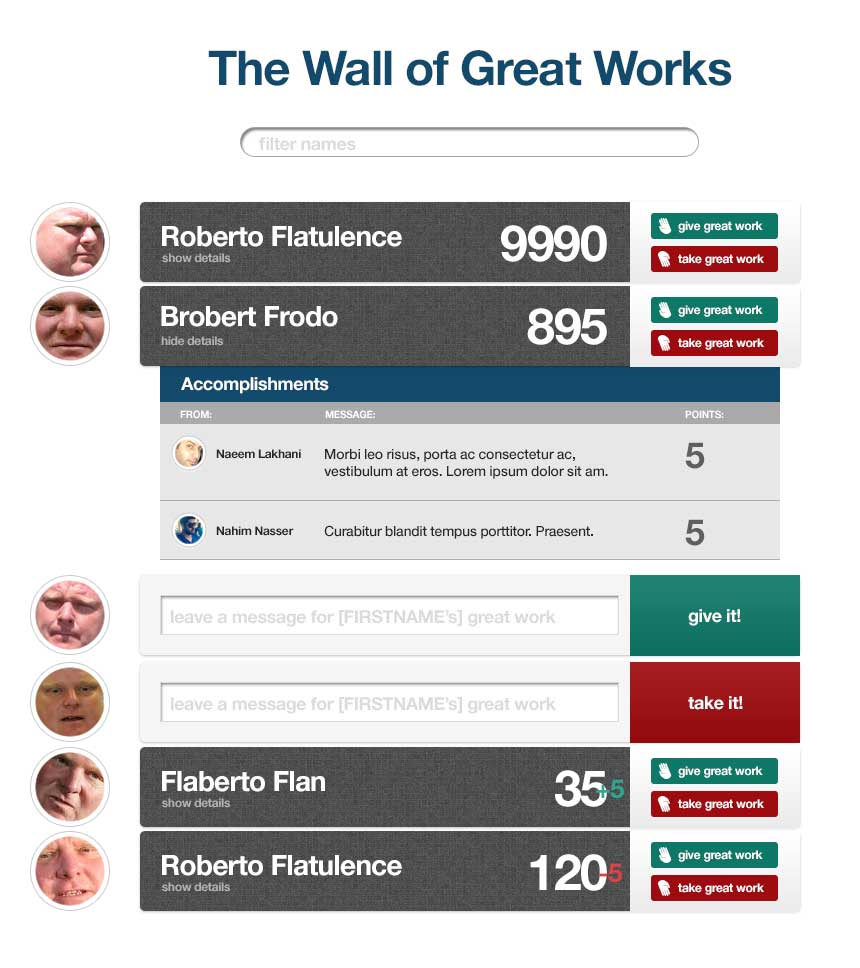 The Wall of Great Works
filter names
Roberto Flatulence
show details
9990
give great work
take great work
Brobert Frodo
hide details
895
give great work
take great work
Accomplishments
FROM: MESSAGE: POINTS:
Naeem Lakhani
Morbi leo risus, porta ac consectetur ac,
vestibulum at eros. Lorem ipsum dolor sit am.
5
Nahim Nasser
Curabitur blandit tempus porttitor. Praesent.
5
leave a message for [FIRSTNAME's] great work
give it!
leave a message for [FIRSTNAME's] great work
take it!
Flaberto Flan
show details
35 +5
give great work
take great work
Roberto Flatulence
show details
120 -5
give great work
take great work